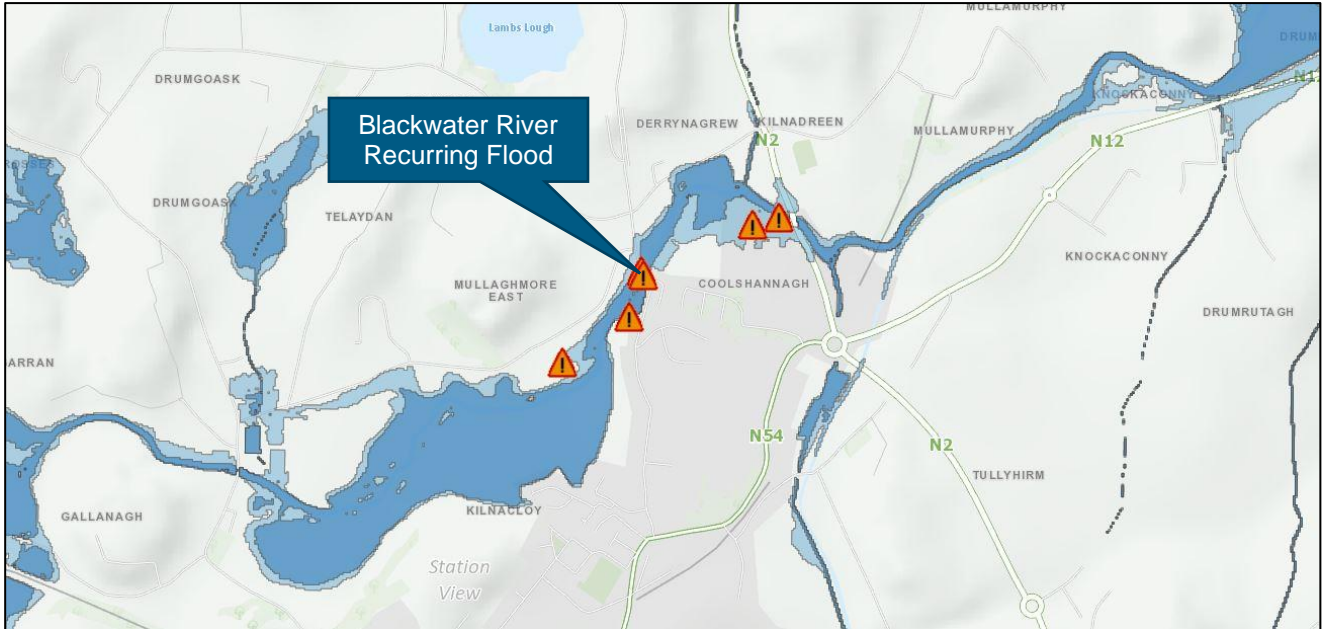 MULLAMURPHY
Lambs Lough
DRUMGOASK
N12
Blackwater River
Recurring Flood
DERRYNAGREW
KILNADREEN
KNOCKACONNY
MULLAMURPHY
N2
N12
DRUMGOASK
TELAYDAN
KNOCKACONNY
MULLAGHMORE
EAST
COOLSHANNAGH
DRUMRUTAGH
N54
N2
TULLYHIRM
GALLANAGH
KILNACLOY
Station
View